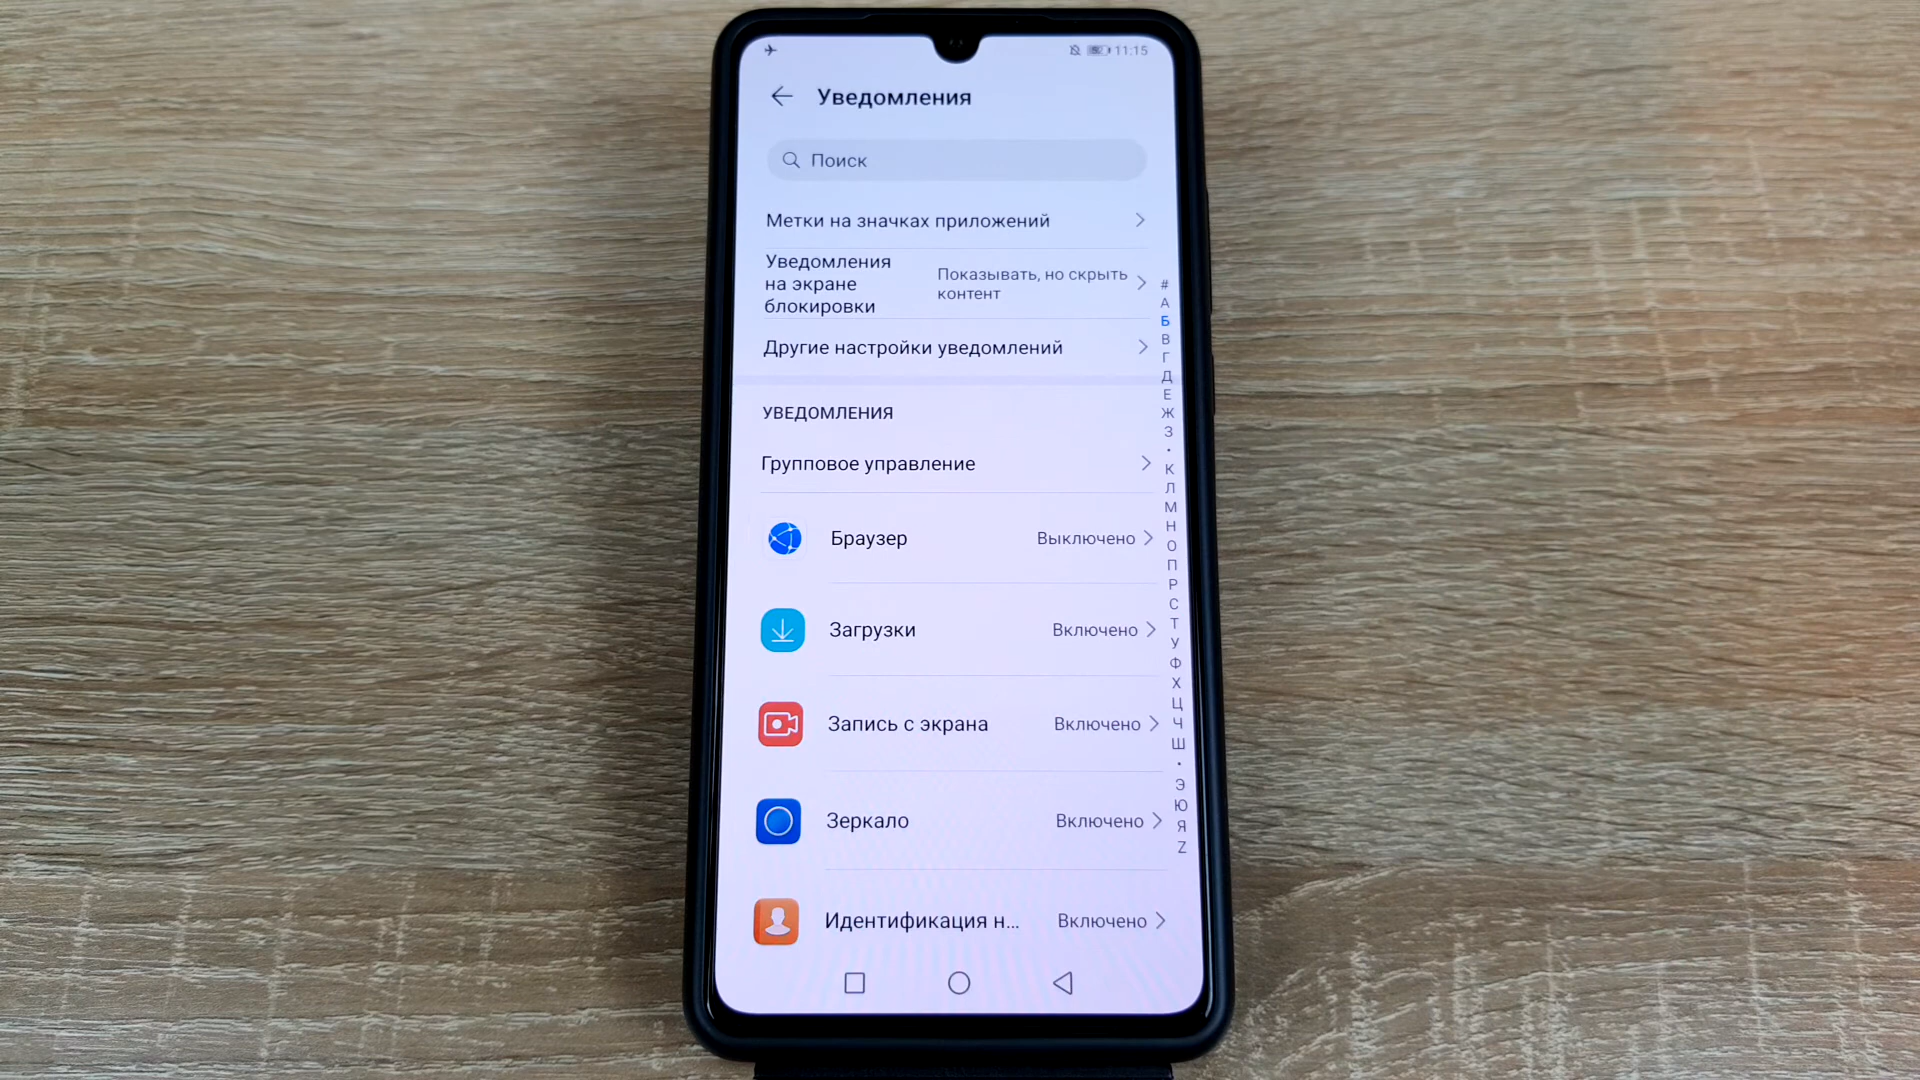 11:15
Уведомления
Поиск
Метки на значках приложений
Уведомления
на экране
блокировки
Показывать, но скрыть
контент
Другие настройки уведомлений
УВЕДОМЛЕНИЯ
Групповое управление
Браузер Выключено
Загрузки Включено
Запись с экрана Включено
Зеркало Включено
Идентификация н... Включено
#
А
Б
В
Г
Д
Е
Ж
З
•
К
Л
М
Н
О
П
Р
С
Т
У
Ф
Х
Ц
Ч
Ш
•
Э
Ю
Я
Z